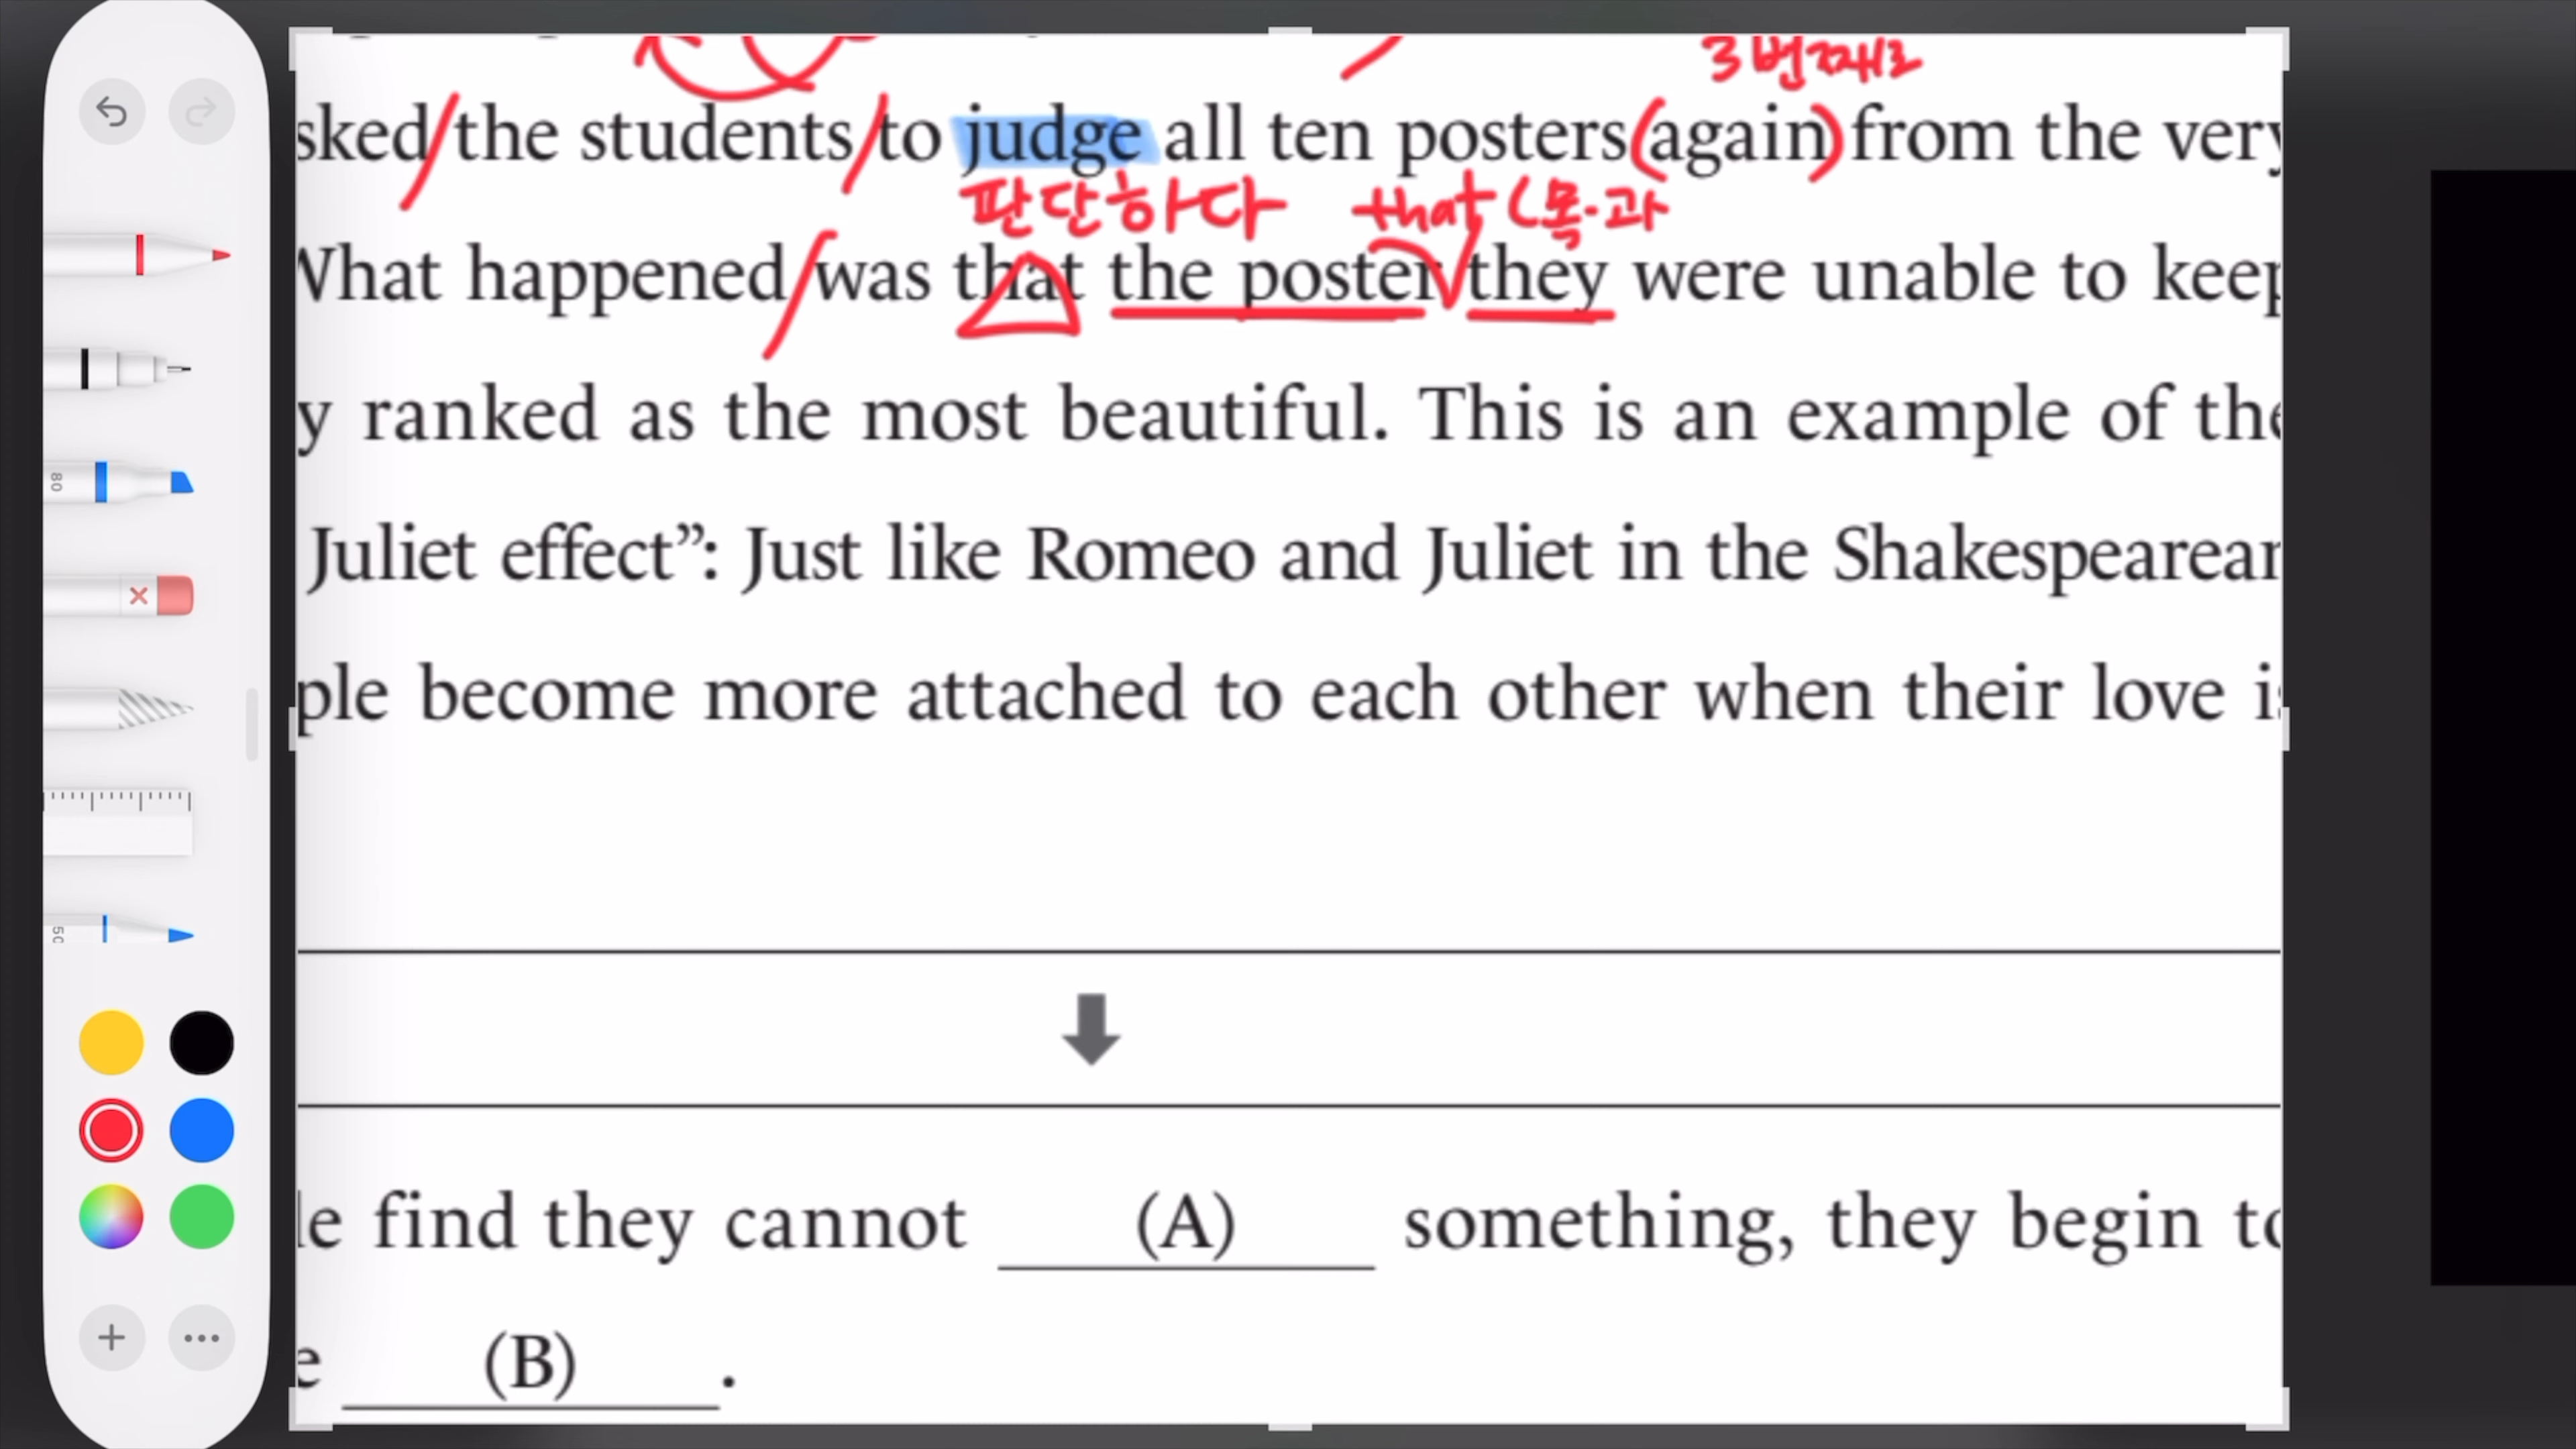 3번째로
sked the students to judge all ten posters (again) from the very
판단하다 that (목·과
What happened was that the poster they were unable to keep
y ranked as the most beautiful. This is an example of the
Juliet effect”: Just like Romeo and Juliet in the Shakespearean
ple become more attached to each other when their love is
le find they cannot (A) something, they begin to
e (B) .
80
50